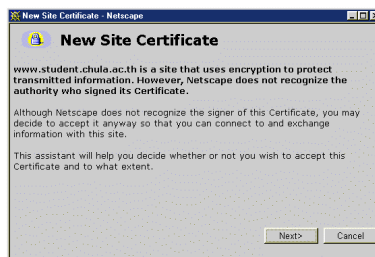 New Site Certificate - Netscape
New Site Certificate
www.student.chula.ac.th is a site that uses encryption to protect
transmitted information. However, Netscape does not recognize the
authority who signed its Certificate.
Although Netscape does not recognize the signer of this Certificate, you may
decide to accept it anyway so that you can connect to and exchange
information with this site.
This assistant will help you decide whether or not you wish to accept this
Certificate and to what extent.
Next> Cancel